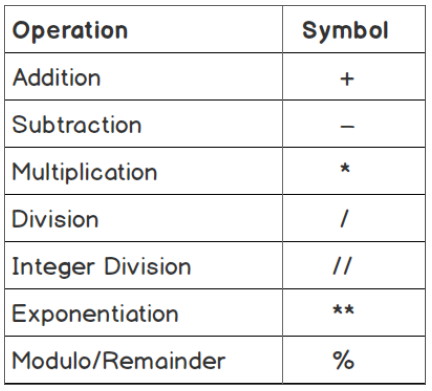 Operation Symbol
Addition +
Subtraction –
Multiplication *
Division /
Integer Division //
Exponentiation **
Modulo/Remainder %